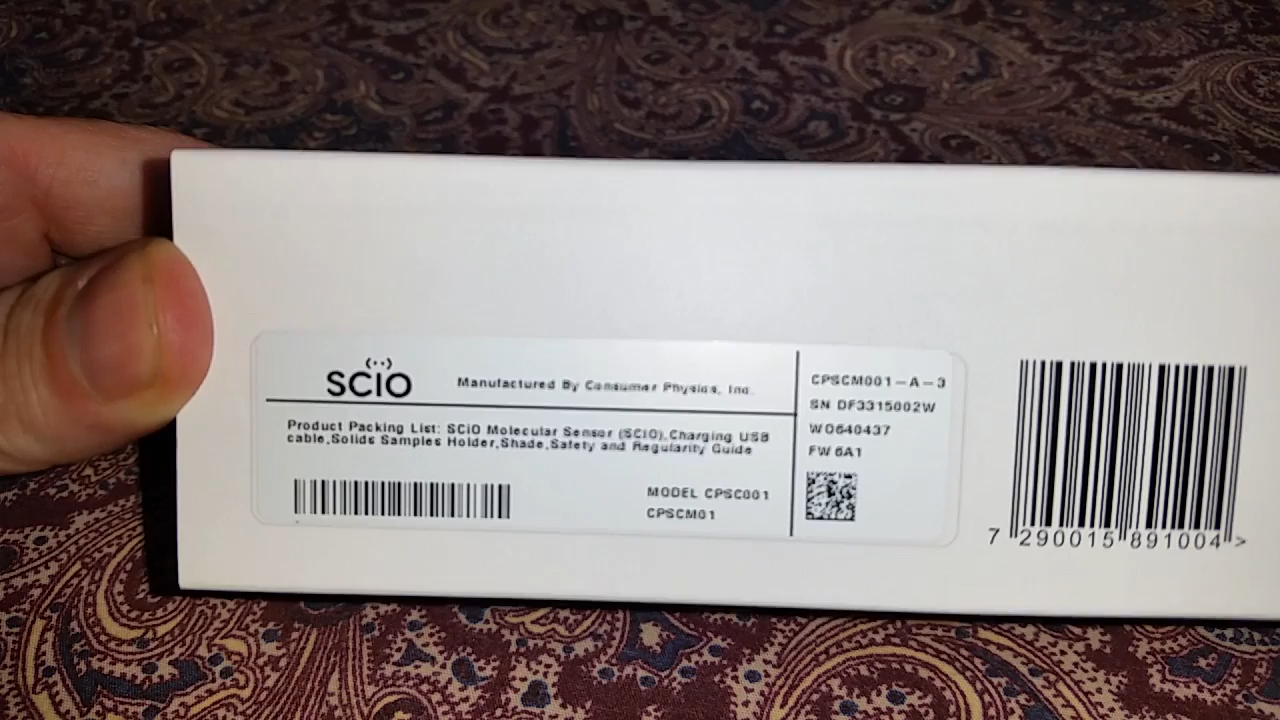 SCiO
Manufactured By Consumer Physics, Inc.
Product Packing List: SCiO Molecular Sensor (SCIO),Charging USB
cable,Solids Samples Holder,Shade,Safety and Regularity Guide
MODEL CPSC001
CPSCM01
CPSCM001-A-3
SN DF3315002W
WO640437
FW 6A1
7 290015 891004 >